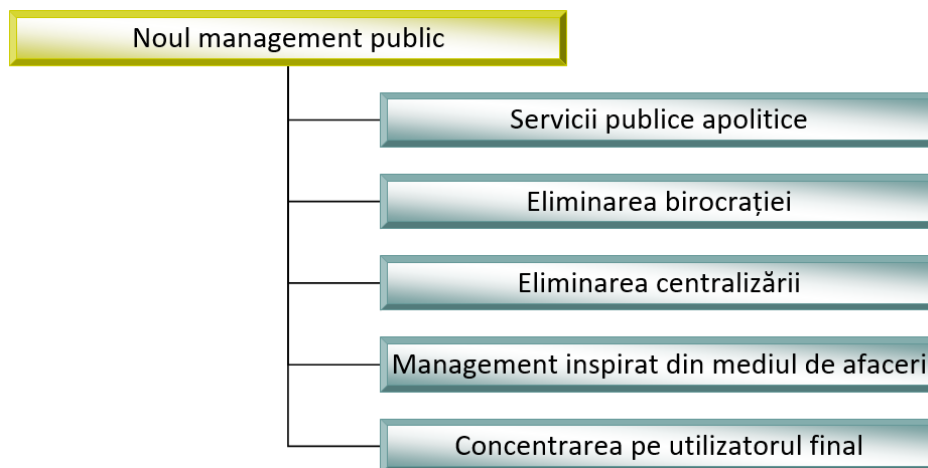 Noul management public
Servicii publice apolitice
Eliminarea birocrației
Eliminarea centralizării
Management inspirat din mediul de afaceri
Concentrarea pe utilizatorul final